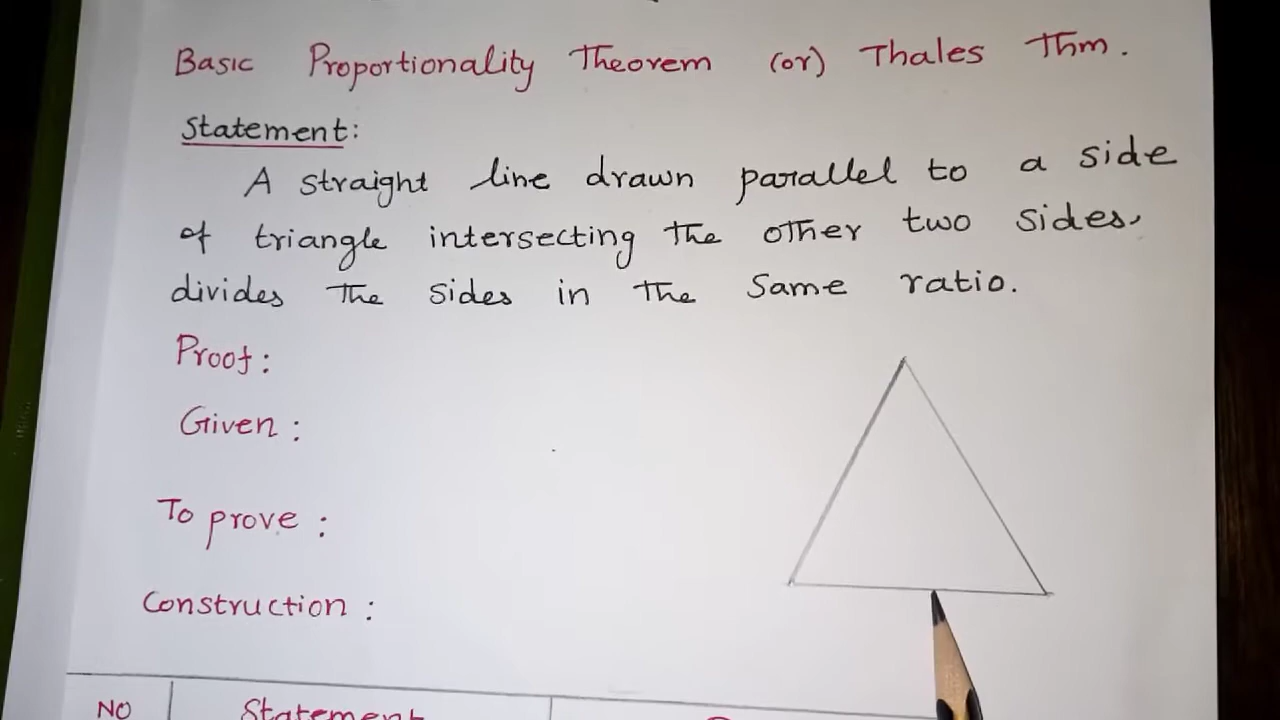 Basic Proportionality Theorem (or) Thales Thm.
Statement:
A straight line drawn parallel to a side
of triangle intersecting the other two sides,
divides the sides in the same ratio.
Proof:
Given:
To prove:
Construction:
NO Statement